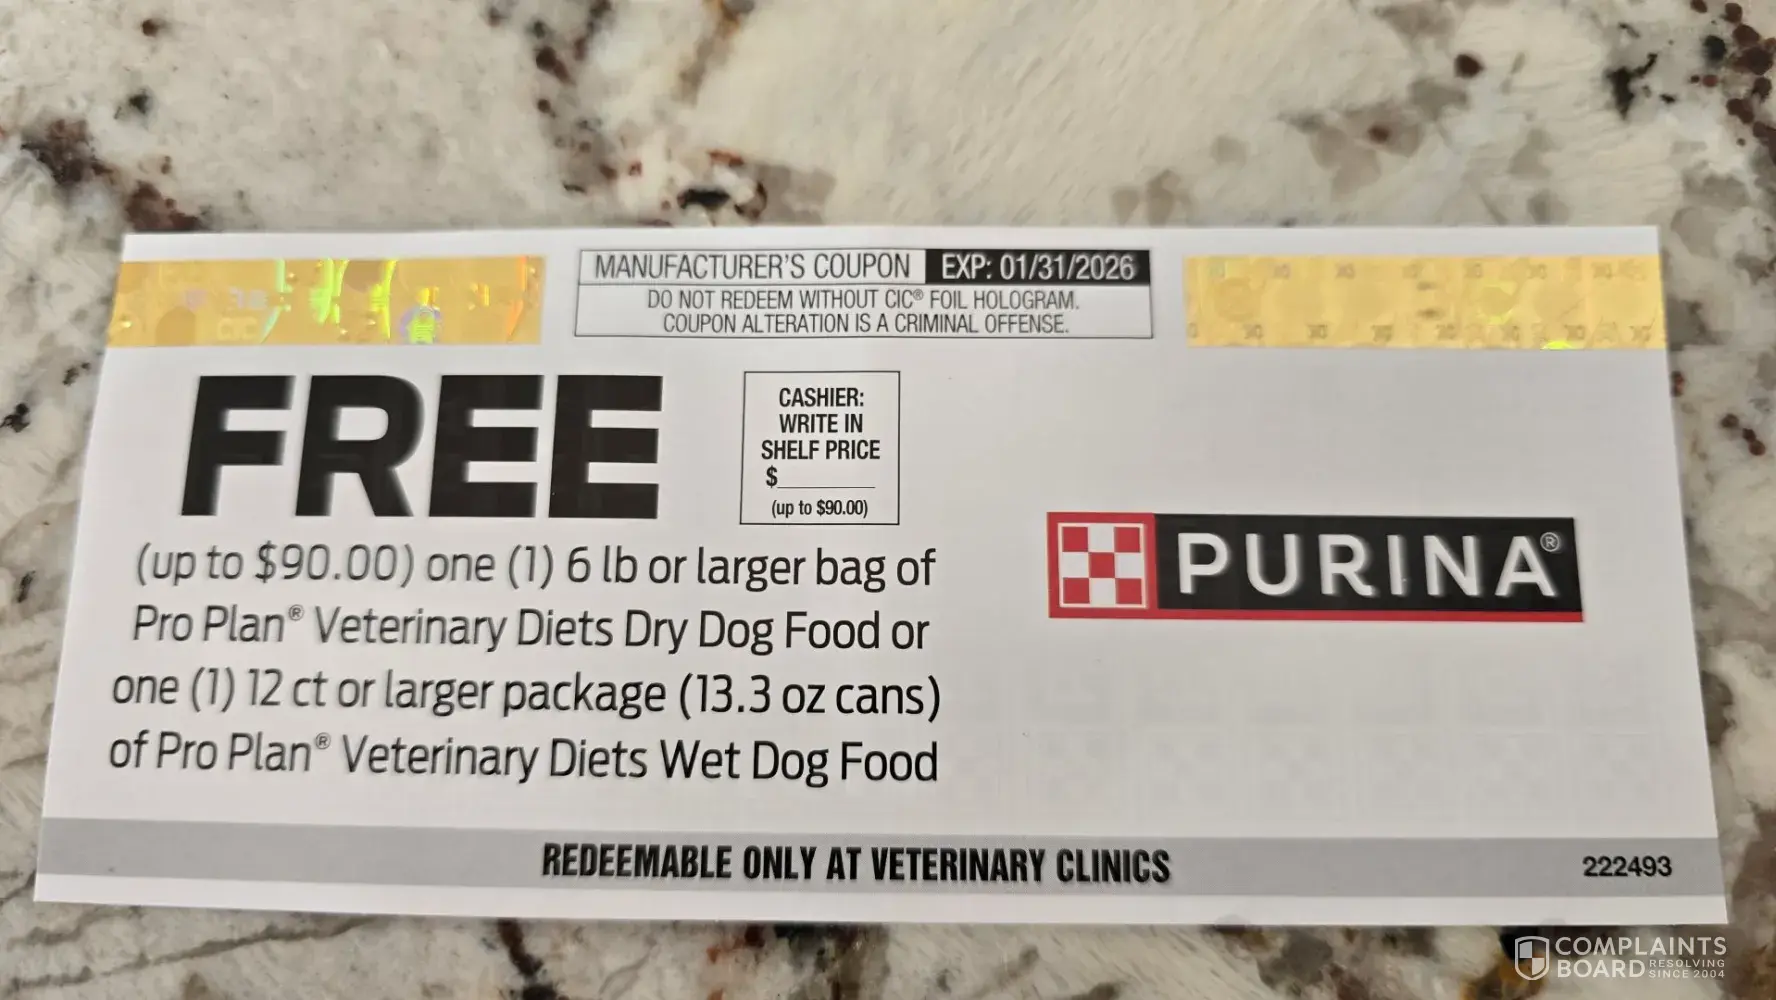 MANUFACTURER'S COUPON EXP: 01/31/2026
DO NOT REDEEM WITHOUT CIC® FOIL HOLOGRAM.
COUPON ALTERATION IS A CRIMINAL OFFENSE.
CIC
FREE
CASHIER:
WRITE IN
SHELF PRICE
$
(up to $90.00)
(up to $90.00) one (1) 6 lb or larger bag of
Pro Plan® Veterinary Diets Dry Dog Food or
one (1) 12 ct or larger package (13.3 oz cans)
of Pro Plan® Veterinary Diets Wet Dog Food
PURINA®
REDEEMABLE ONLY AT VETERINARY CLINICS
222493
COMPLAINTS
BOARD RESOLVING
SINCE 2004